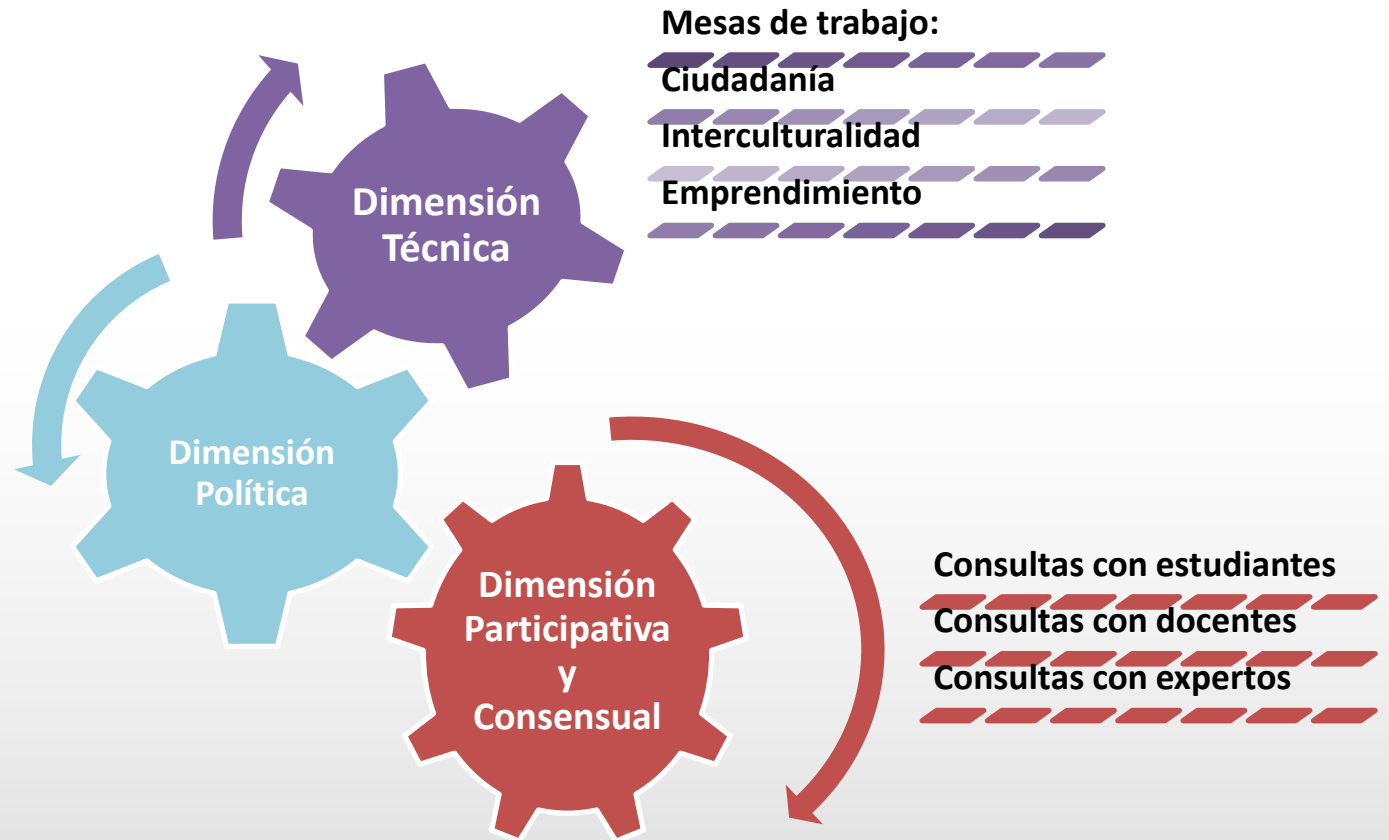 Mesas de trabajo:
Ciudadanía
Interculturalidad
Emprendimiento
Dimensión
Técnica
Dimensión
Política
Dimensión
Participativa
y
Consensual
Consultas con estudiantes
Consultas con docentes
Consultas con expertos